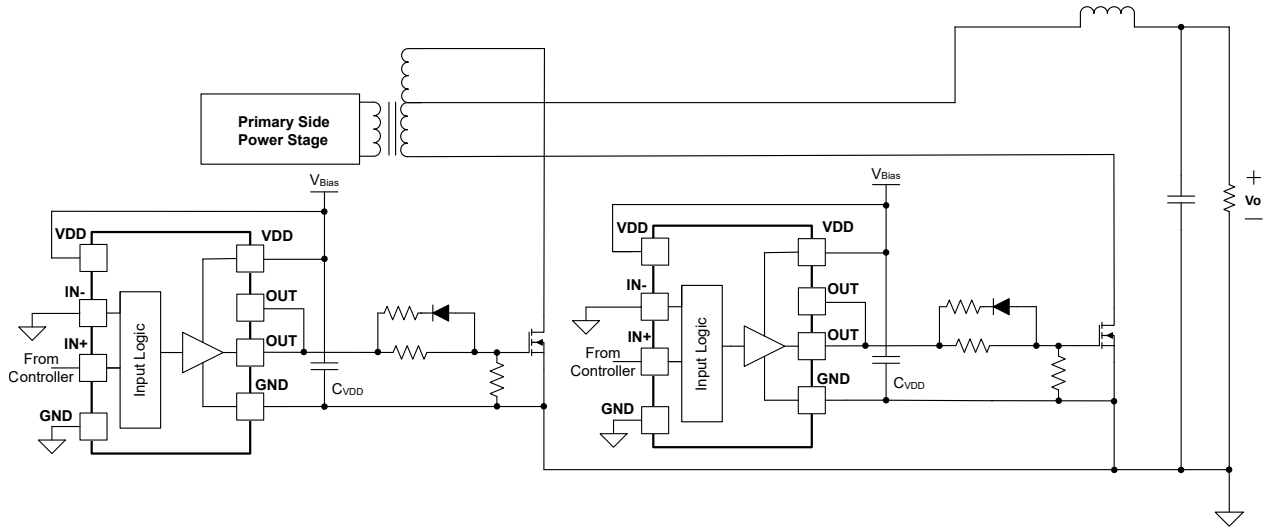 Primary Side
Power Stage
VBias
VDD
VDD
IN-
OUT
IN+
OUT
From
Controller
Input Logic
GND
CVDD
GND
VBias
VDD
VDD
IN-
OUT
IN+
OUT
From
Controller
Input Logic
GND
CVDD
GND
+
Vo
—